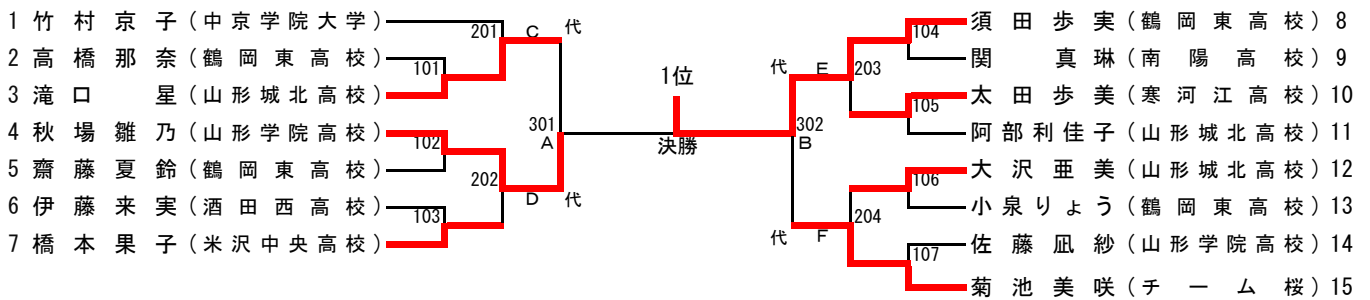 1 竹村京子(中京学院大学)
2 高橋那奈(鶴岡東高校)
3 滝口 星(山形城北高校)
4 秋場雛乃(山形学院高校)
5 齋藤夏鈴(鶴岡東高校)
6 伊藤来実(酒田西高校)
7 橋本果子(米沢中央高校)
201
C
代
101
102
202
D
代
103
301
A
1位
決勝
302
B
代
E
203
104
105
106
204
代
F
107
須田歩実(鶴岡東高校) 8
関 真琳(南陽高校) 9
太田歩美(寒河江高校) 10
阿部利佳子(山形城北高校) 11
大沢亜美(山形城北高校) 12
小泉りょう(鶴岡東高校) 13
佐藤凪紗(山形学院高校) 14
菊池美咲(チーム桜) 15